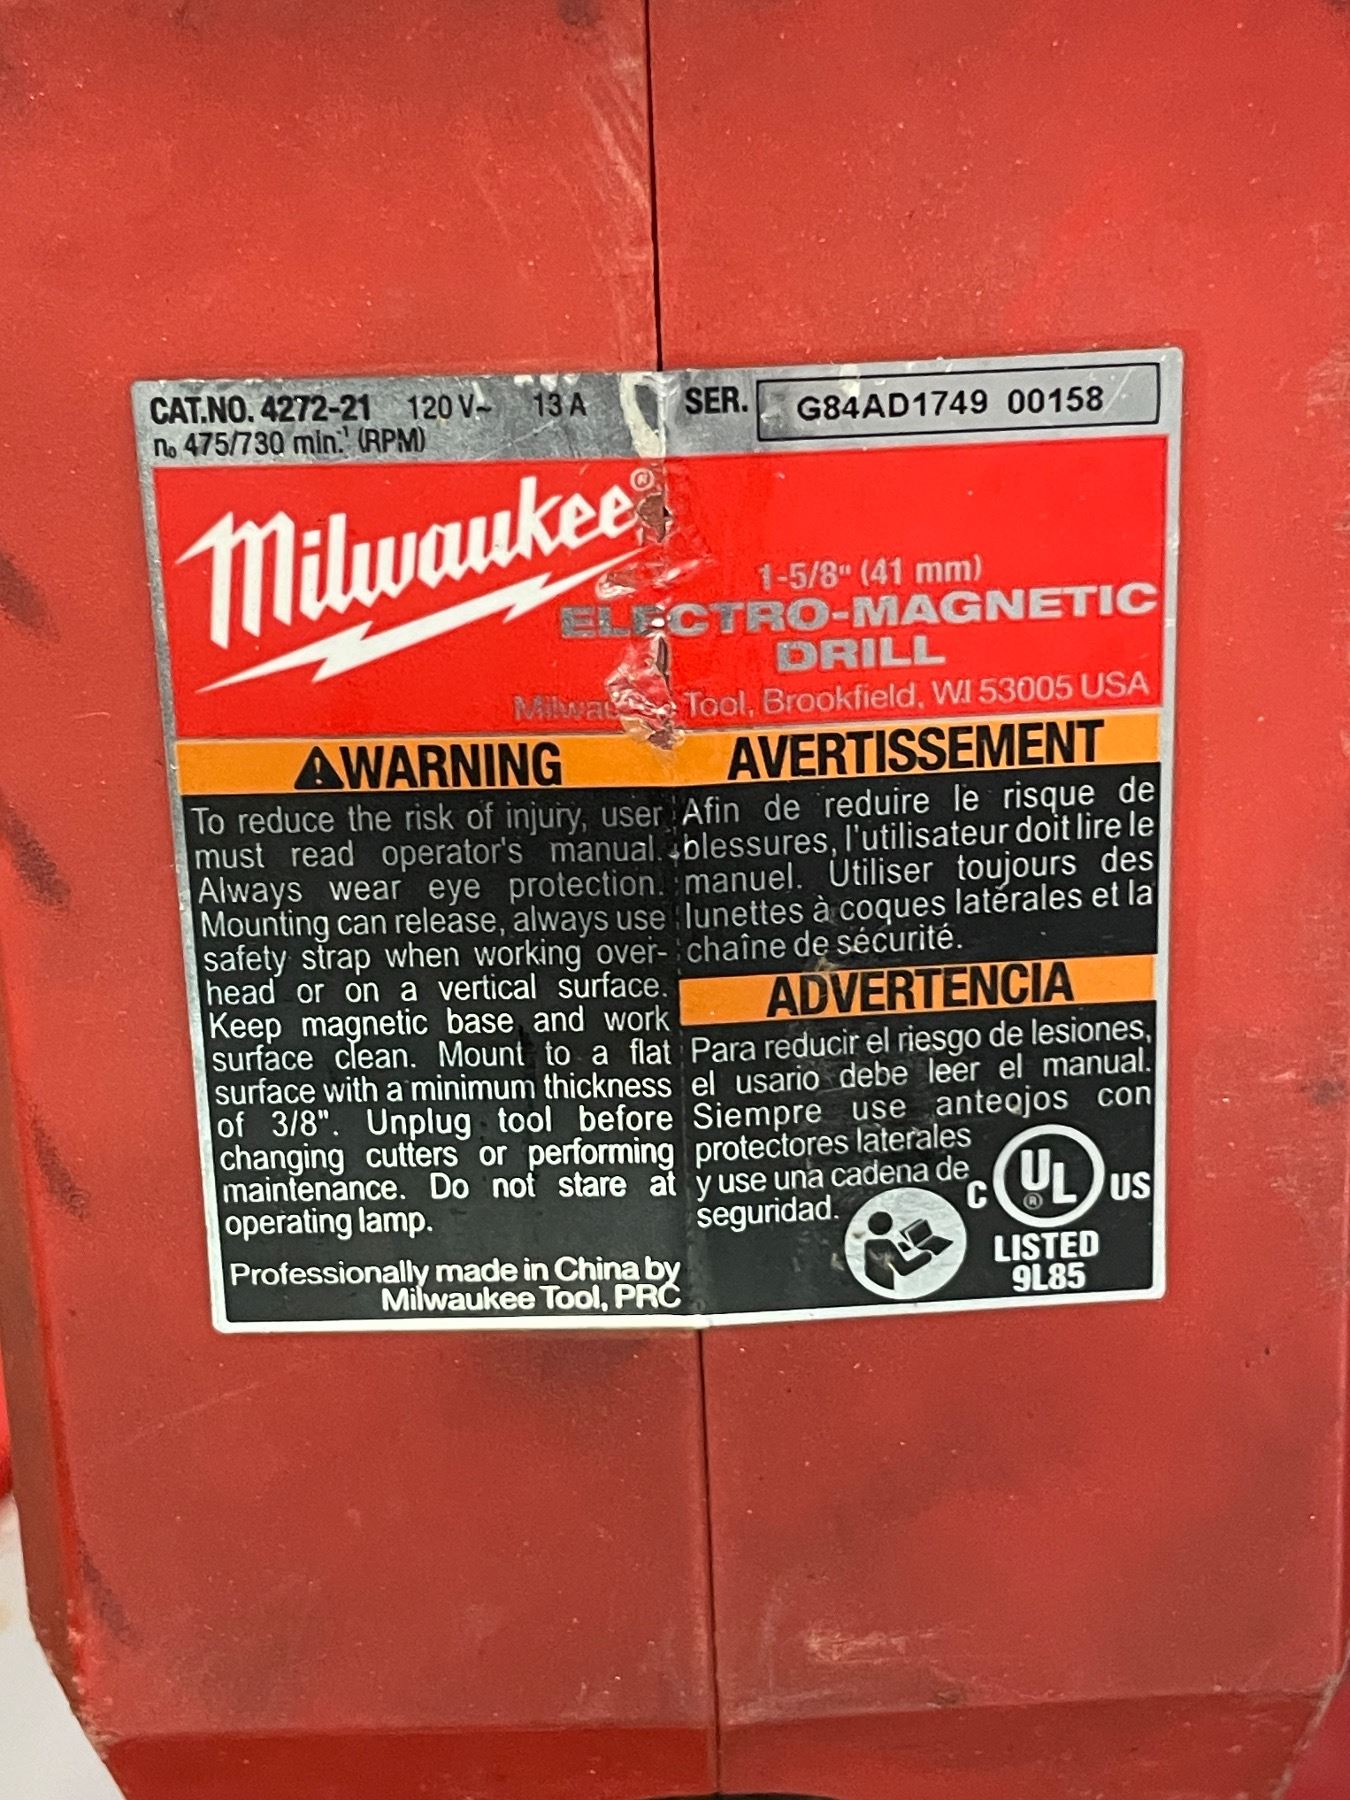 CAT.NO. 4272-21 120 V~ 13 A
n₀ 475/730 min.⁻¹ (RPM)
SER. G84AD1749 00158
Milwaukee®
1-5/8" (41 mm)
ELECTRO-MAGNETIC
DRILL
Milwaukee Tool, Brookfield, WI 53005 USA
WARNING
To reduce the risk of injury, user
must read operator's manual.
Always wear eye protection.
Mounting can release, always use
safety strap when working over-
head or on a vertical surface.
Keep magnetic base and work
surface clean. Mount to a flat
surface with a minimum thickness
of 3/8". Unplug tool before
changing cutters or performing
maintenance. Do not stare at
operating lamp.
Professionally made in China by
Milwaukee Tool, PRC
AVERTISSEMENT
Afin de reduire le risque de
blessures, l'utilisateur doit lire le
manuel. Utiliser toujours des
lunettes à coques latérales et la
chaîne de sécurité.
ADVERTENCIA
Para reducir el riesgo de lesiones,
el usario debe leer el manual.
Siempre use anteojos con
protectores laterales
y use una cadena de
seguridad.
C UL® US
LISTED
9L85